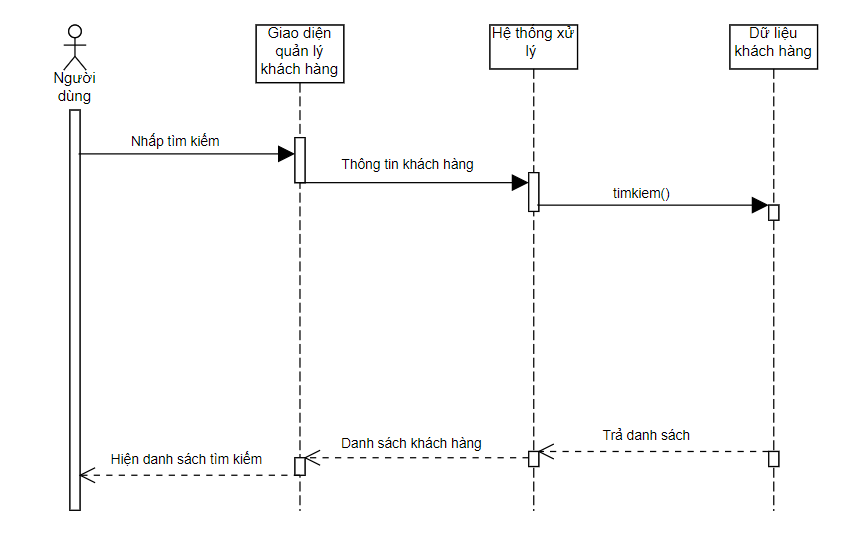 Người
dùng
Giao diện
quản lý
khách hàng
Hệ thông xử
lý
Dữ liệu
khách hàng
Nhấp tìm kiếm
Thông tin khách hàng
timkiem()
Trả danh sách
Danh sách khách hàng
Hiện danh sách tìm kiếm